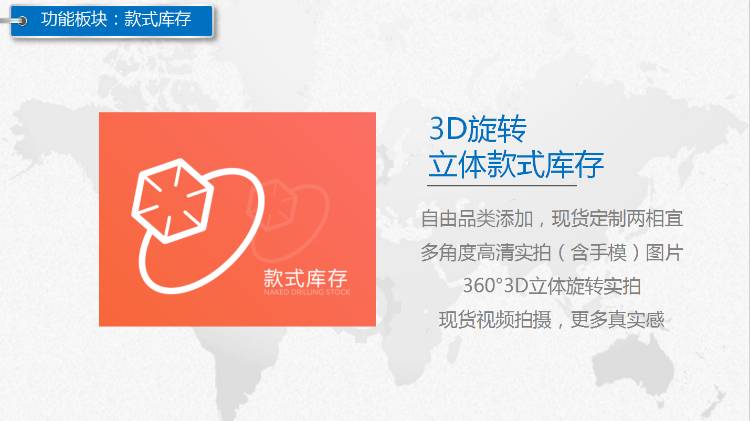 功能板块：款式库存
3D旋转
立体款式库存
款式库存
NAKED DRILLING STOCK
自由品类添加，现货定制两相宜
多角度高清实拍（含手模）图片
360°3D立体旋转实拍
现货视频拍摄，更多真实感